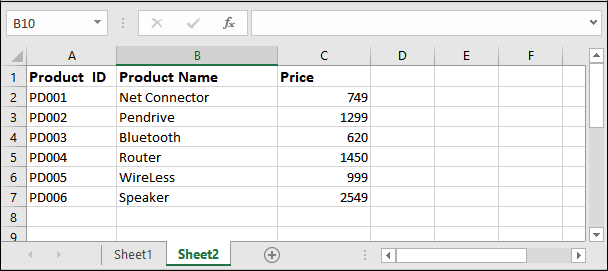 B10 fx
A B C D E F
1 Product ID Product Name Price
2 PD001 Net Connector 749
3 PD002 Pendrive 1299
4 PD003 Bluetooth 620
5 PD004 Router 1450
6 PD005 WireLess 999
7 PD006 Speaker 2549
8
9
Sheet1 Sheet2